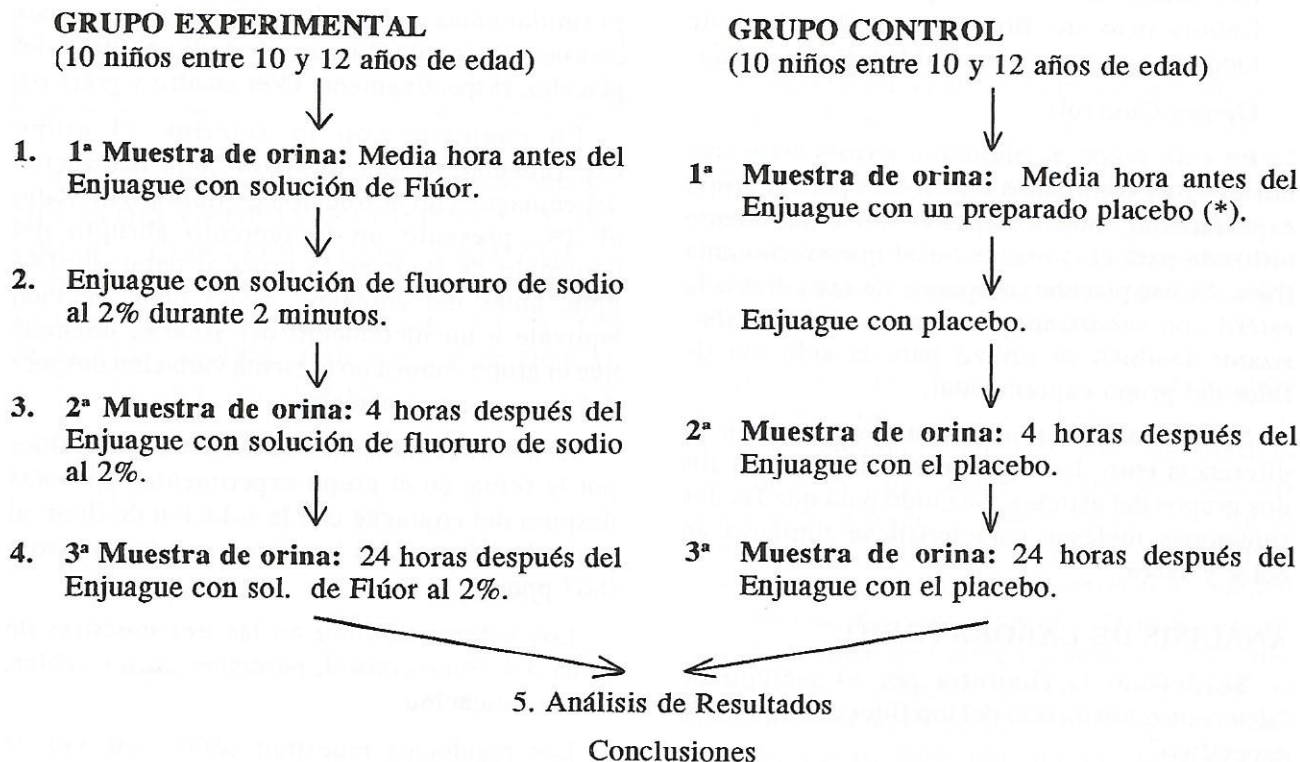 GRUPO EXPERIMENTAL
(10 niños entre 10 y 12 años de edad)
1. 1ª Muestra de orina: Media hora antes del
Enjuague con solución de Flúor.
2. Enjuague con solución de fluoruro de sodio
al 2% durante 2 minutos.
3. 2ª Muestra de orina: 4 horas después del
Enjuague con solución de fluoruro de sodio
al 2%.
4. 3ª Muestra de orina: 24 horas después del
Enjuague con sol. de Flúor al 2%.
GRUPO CONTROL
(10 niños entre 10 y 12 años de edad)
1ª Muestra de orina: Media hora antes del
Enjuague con un preparado placebo (*).
Enjuague con placebo.
2ª Muestra de orina: 4 horas después del
Enjuague con el placebo.
3ª Muestra de orina: 24 horas después del
Enjuague con el placebo.
5. Análisis de Resultados
Conclusiones